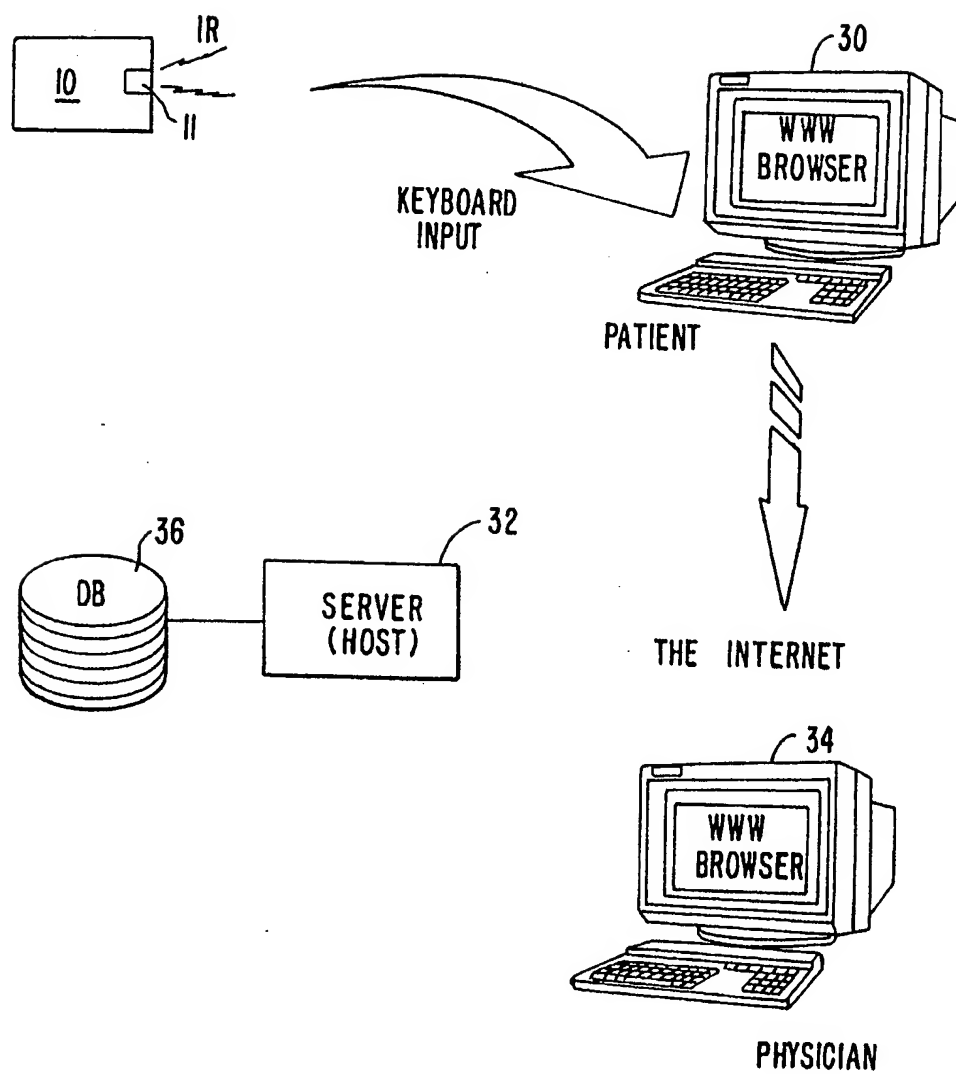 IR
10
11
30
WWW
BROWSER
KEYBOARD
INPUT
PATIENT
36
DB
32
SERVER
(HOST)
THE INTERNET
34
WWW
BROWSER
PHYSICIAN